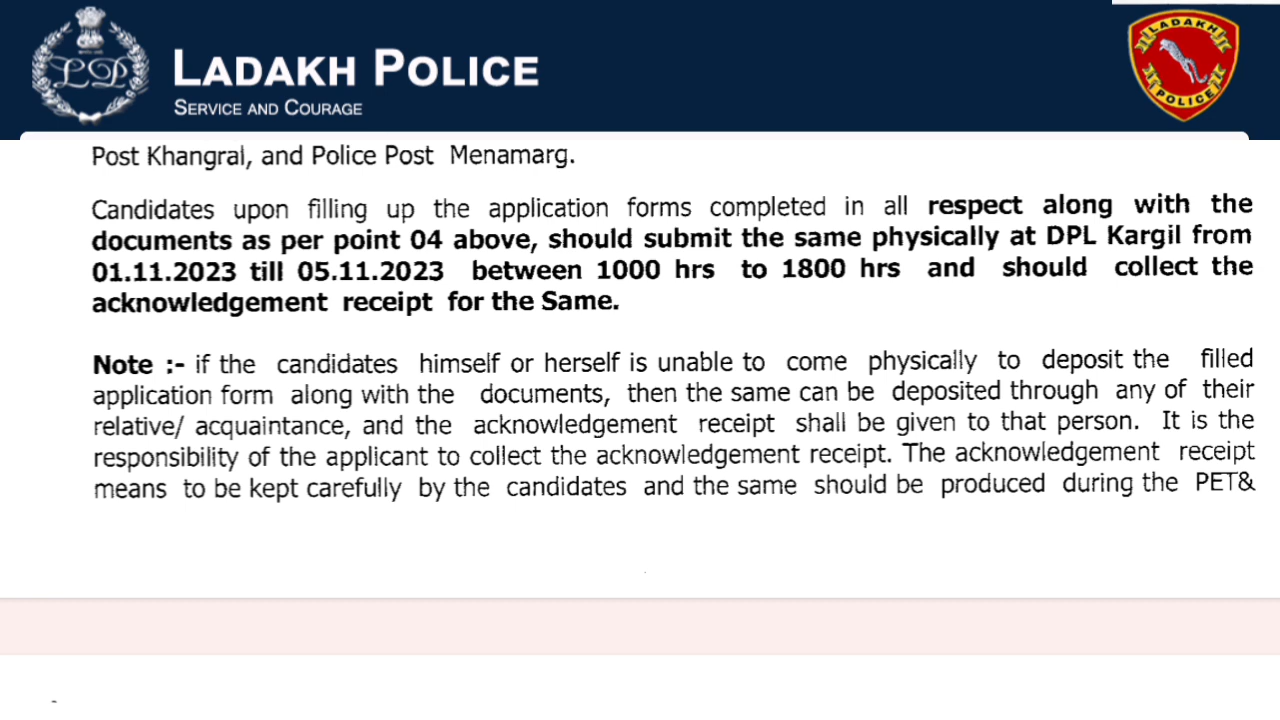 LP
LADAKH POLICE
SERVICE AND COURAGE
LADAKH
POLICE
Post Khangral, and Police Post Menamarg.
Candidates upon filling up the application forms completed in all respect along with the
documents as per point 04 above, should submit the same physically at DPL Kargil from
01.11.2023 till 05.11.2023 between 1000 hrs to 1800 hrs and should collect the
acknowledgement receipt for the Same.
Note :- if the candidates himself or herself is unable to come physically to deposit the filled
application form along with the documents, then the same can be deposited through any of their
relative/ acquaintance, and the acknowledgement receipt shall be given to that person. It is the
responsibility of the applicant to collect the acknowledgement receipt. The acknowledgement receipt
means to be kept carefully by the candidates and the same should be produced during the PET&